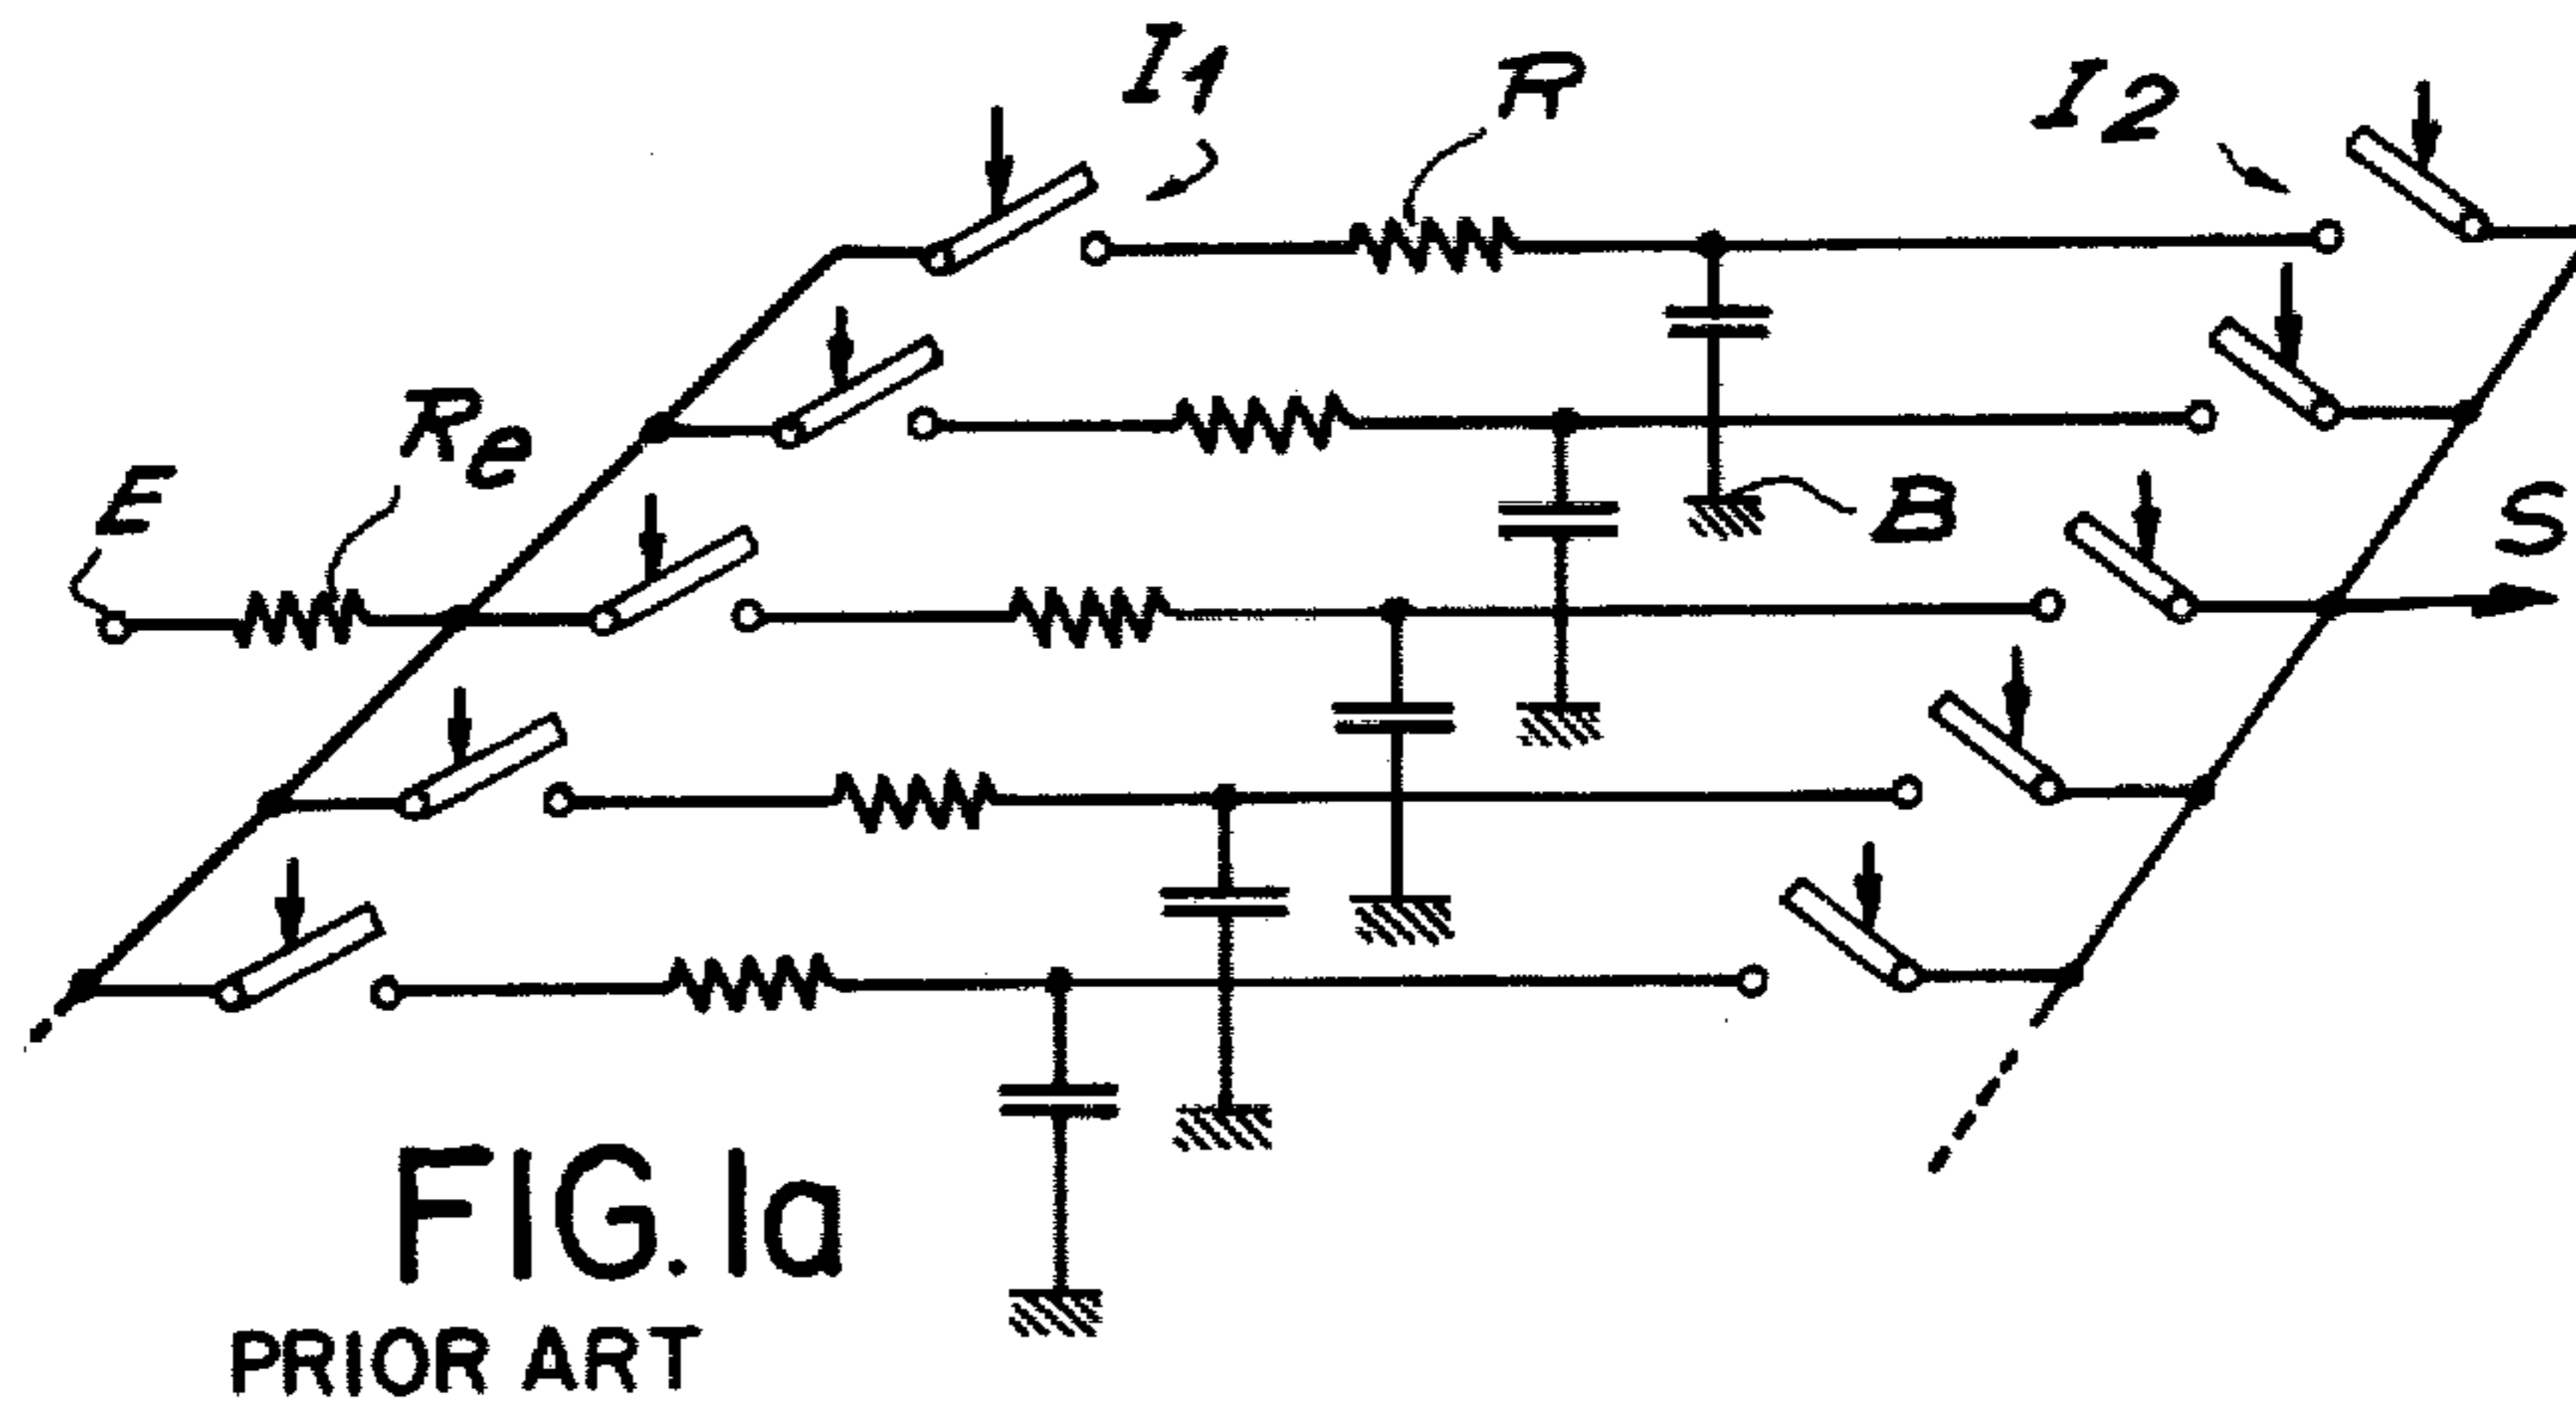 I1
R
I2
Re
E
B
S
FIG. 1a
PRIOR ART